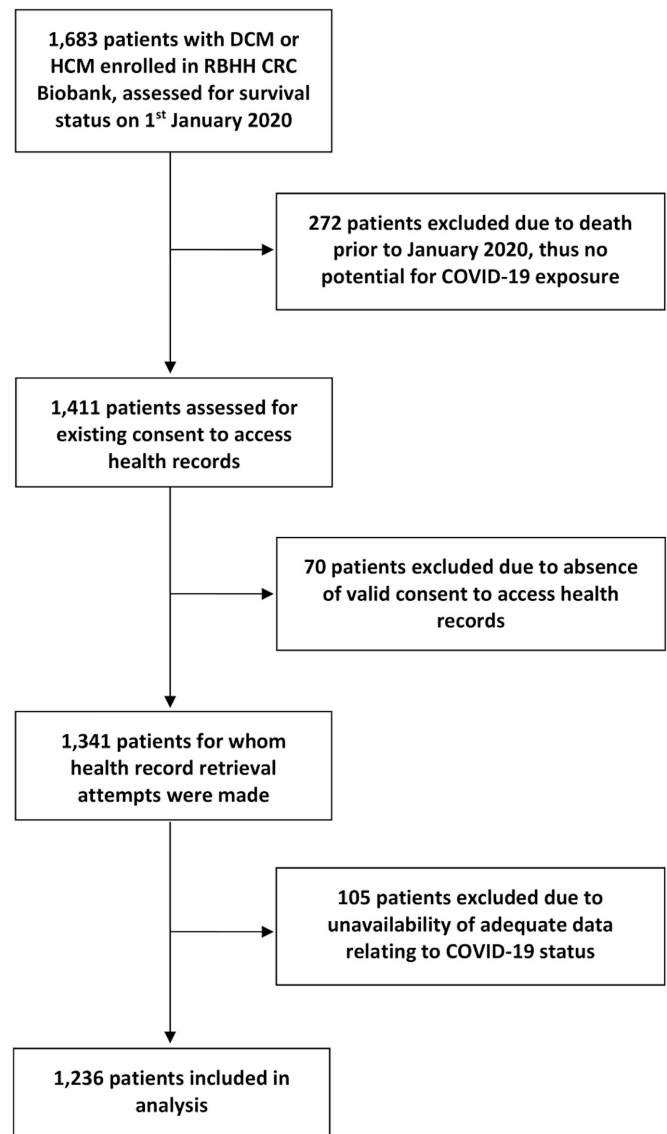 1,683 patients with DCM or
HCM enrolled in RBHH CRC
Biobank, assessed for survival
status on 1st January 2020
272 patients excluded due to death
prior to January 2020, thus no
potential for COVID-19 exposure
1,411 patients assessed for
existing consent to access
health records
70 patients excluded due to absence
of valid consent to access health
records
1,341 patients for whom
health record retrieval
attempts were made
105 patients excluded due to
unavailability of adequate data
relating to COVID-19 status
1,236 patients included in
analysis